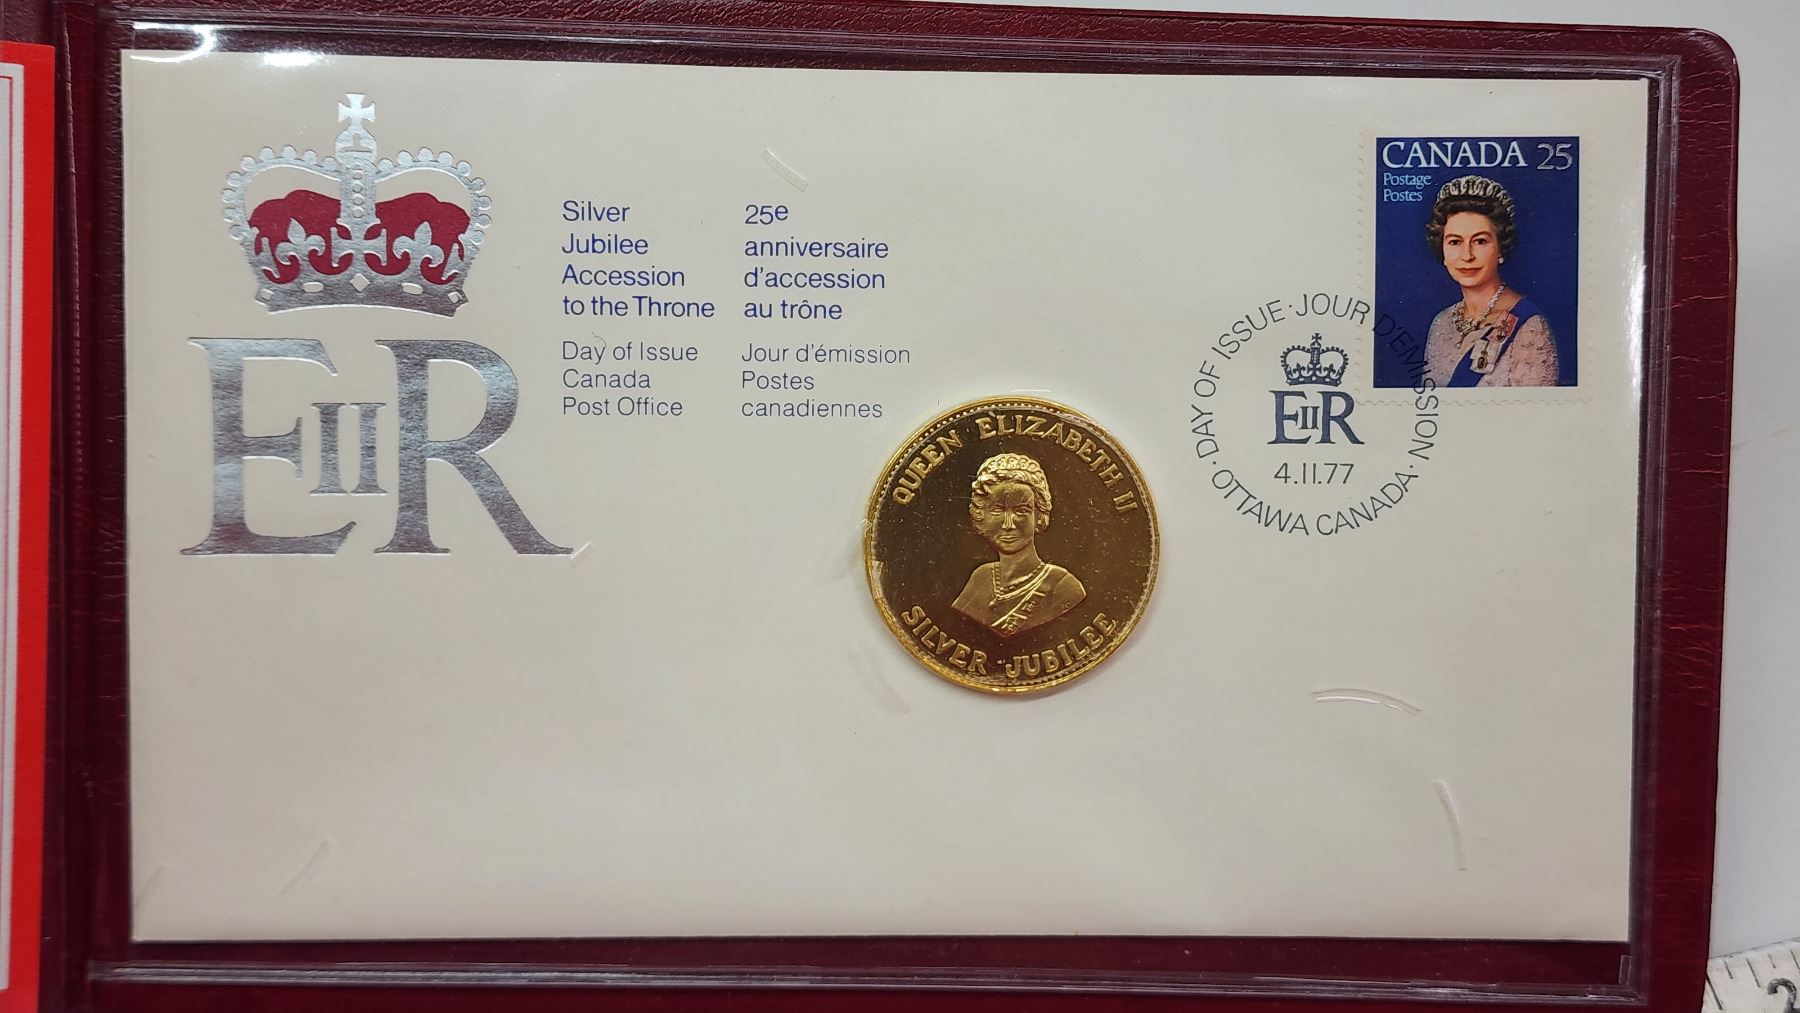 EIIR
Silver
Jubilee
Accession
to the Throne
25e
anniversaire
d'accession
au trône
Day of Issue
Canada
Post Office
Jour d'émission
Postes
canadiennes
QUEEN ELIZABETH II
SILVER JUBILEE
CANADA 25
Postage
Postes
DAY OF ISSUE · JOUR D'EMISSION ·
EIIR
4.II.77
· OTTAWA CANADA ·
2